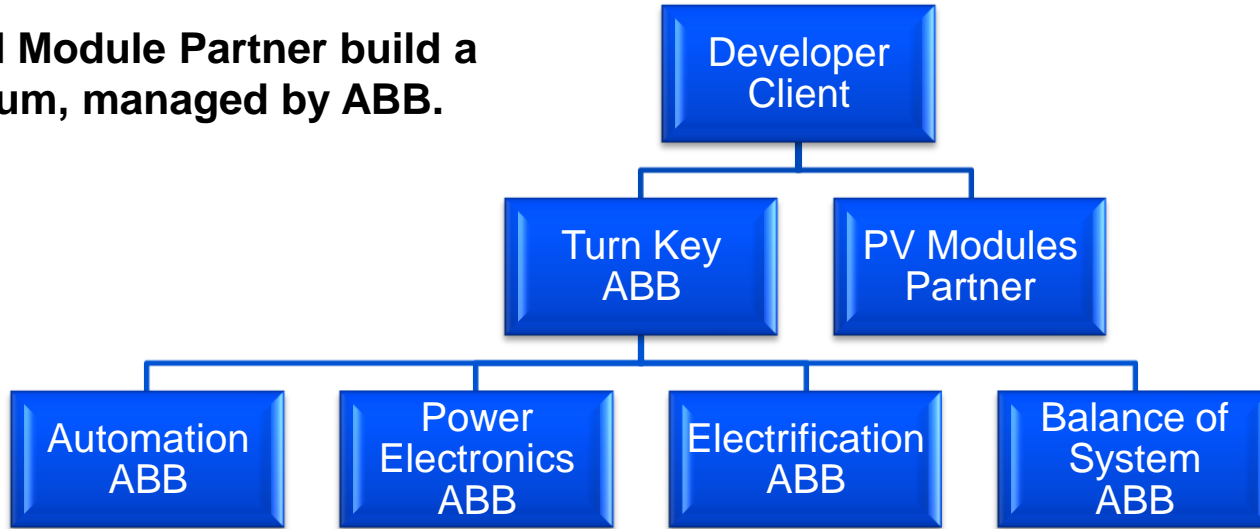 Module Partner build a
managed by ABB.
Developer
Client
Turn Key
ABB
PV Modules
Partner
Automation
ABB
Power
Electronics
ABB
Electrification
ABB
Balance of
System
ABB